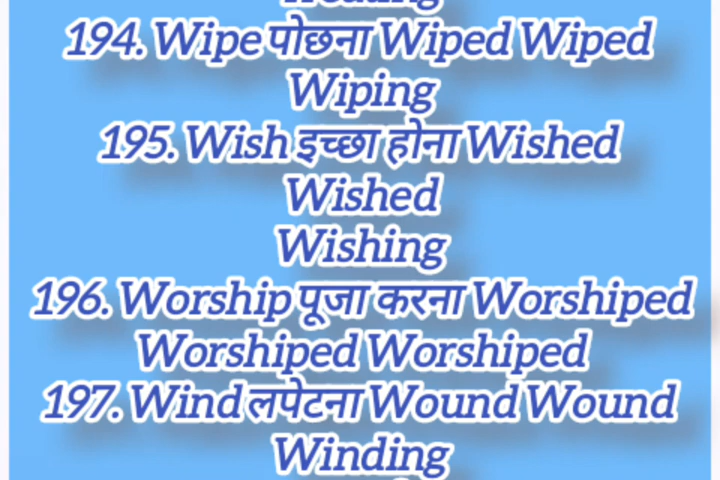 194. Wipe पोछना Wiped Wiped
Wiping
195. Wish इच्छा होना Wished
Wished
Wishing
196. Worship पूजा करना Worshiped
Worshiped Worshiped
197. Wind लपेटना Wound Wound
Winding